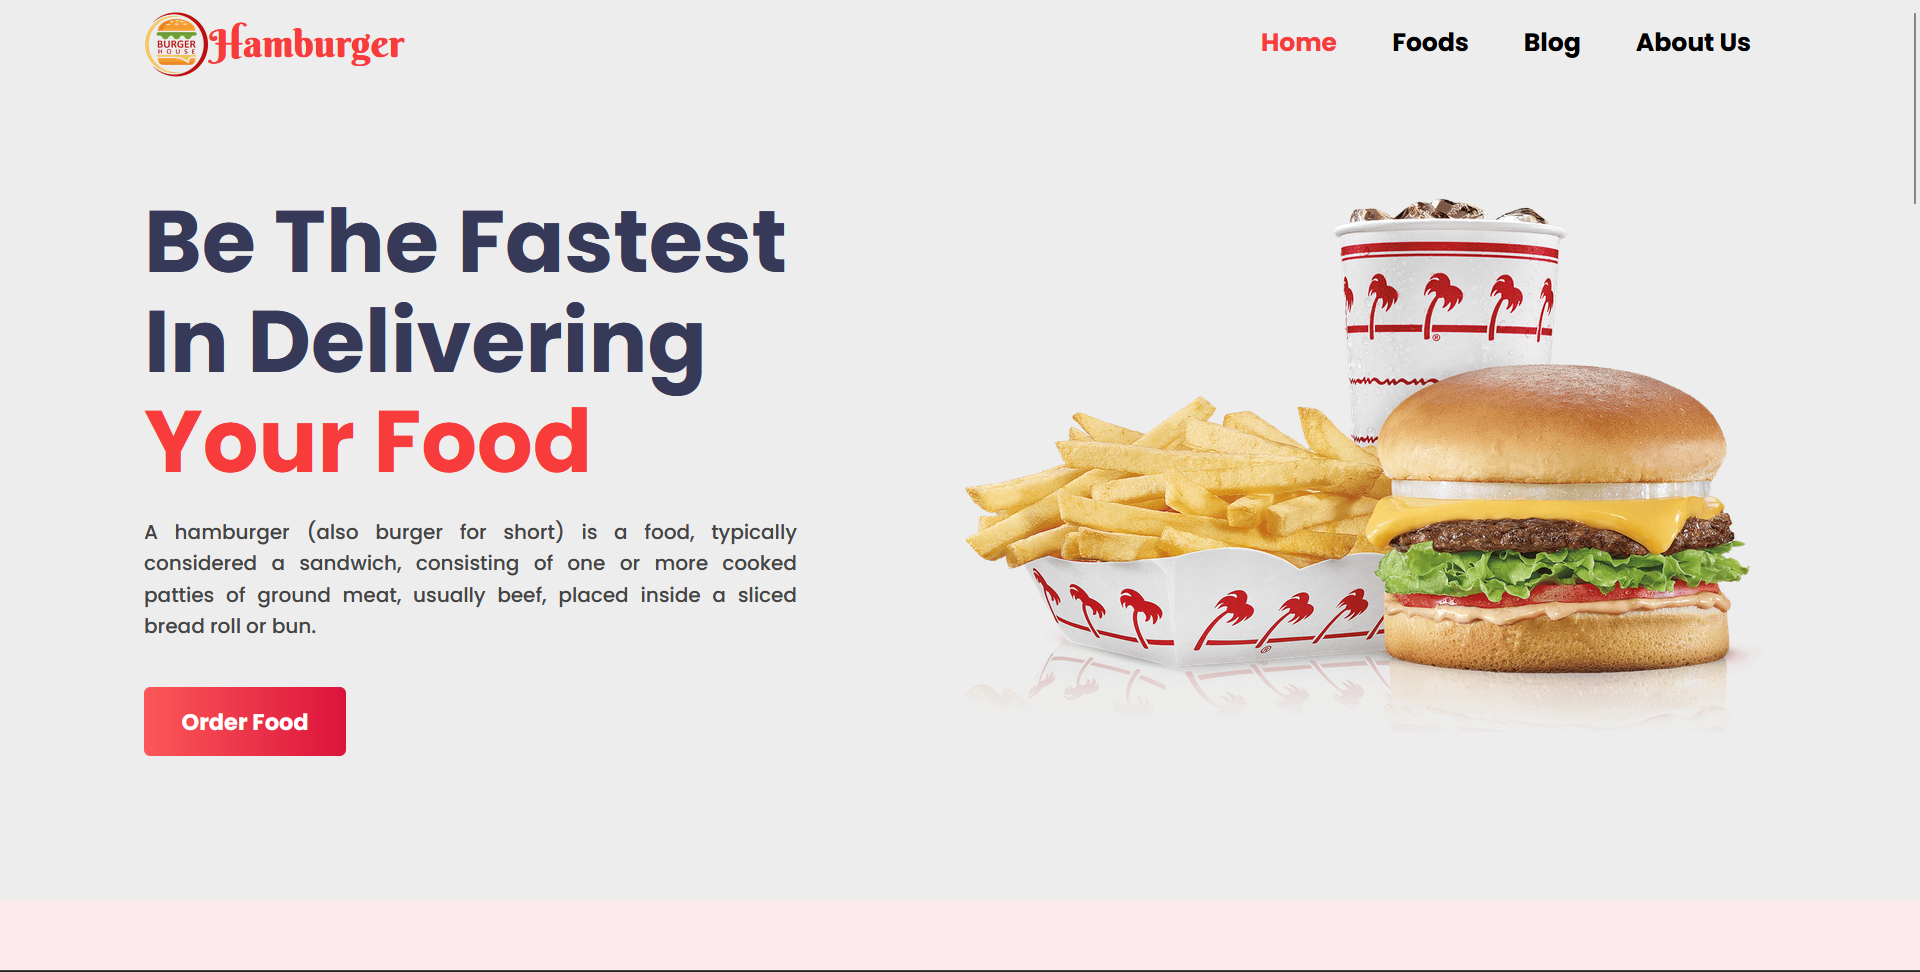 BURGER
HOUSE
Hamburger
Home Foods Blog About Us
Be The Fastest
In Delivering
Your Food
A hamburger (also burger for short) is a food, typically
considered a sandwich, consisting of one or more cooked
patties of ground meat, usually beef, placed inside a sliced
bread roll or bun.
Order Food
®
®